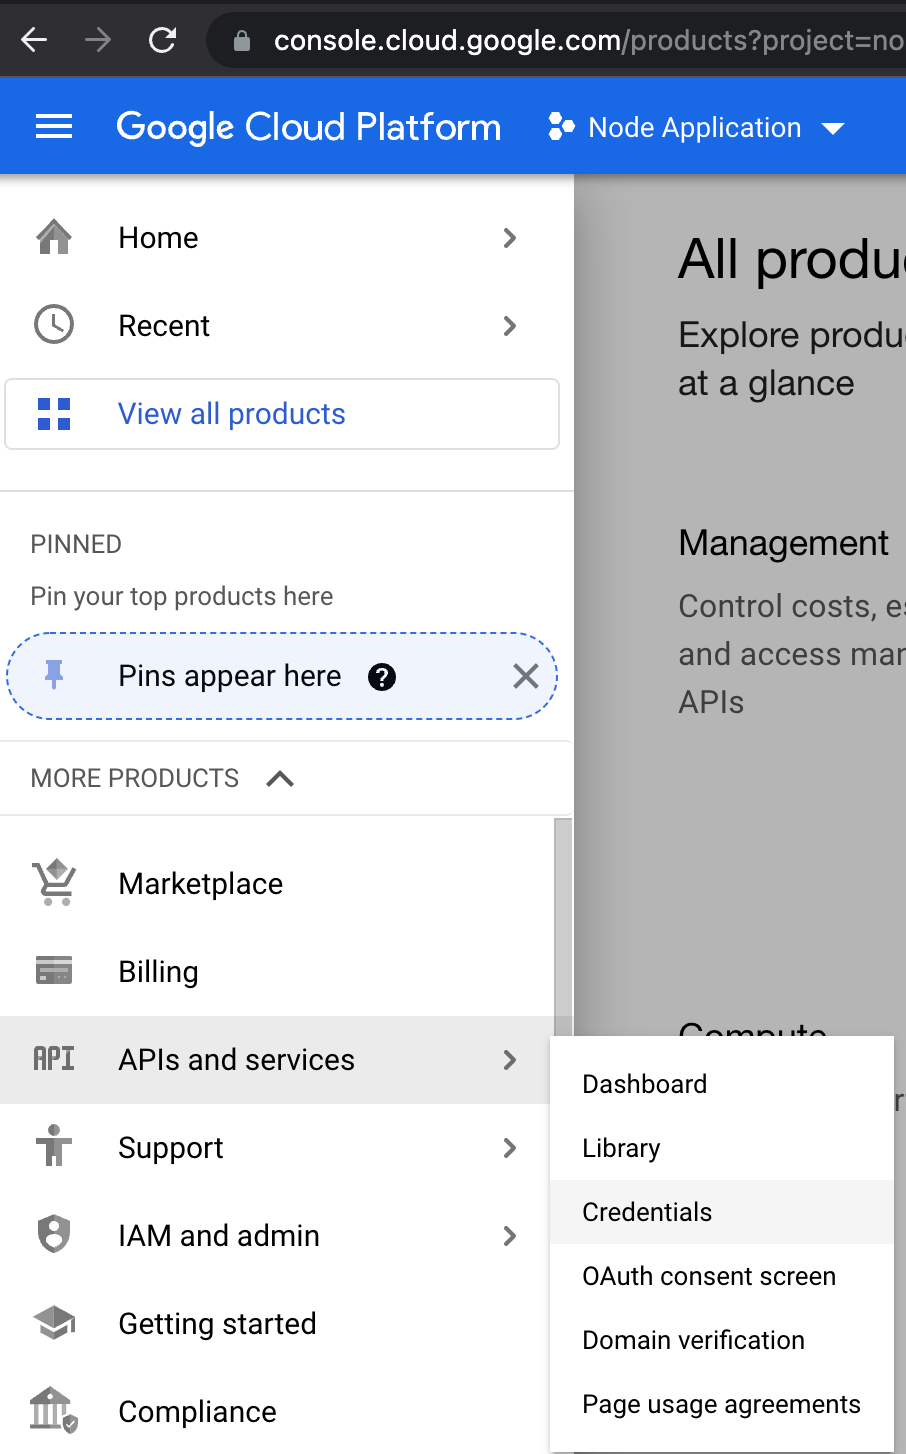 console.cloud.google.com/products?project=no
Google Cloud Platform
Node Application
Home
Recent
View all products
PINNED
Pin your top products here
Pins appear here
MORE PRODUCTS
Marketplace
Billing
API APIs and services
Support
IAM and admin
Getting started
Compliance
Dashboard
Library
Credentials
OAuth consent screen
Domain verification
Page usage agreements
All produ
Explore produ
at a glance
Management
Control costs, e
and access mar
APIs
Compute